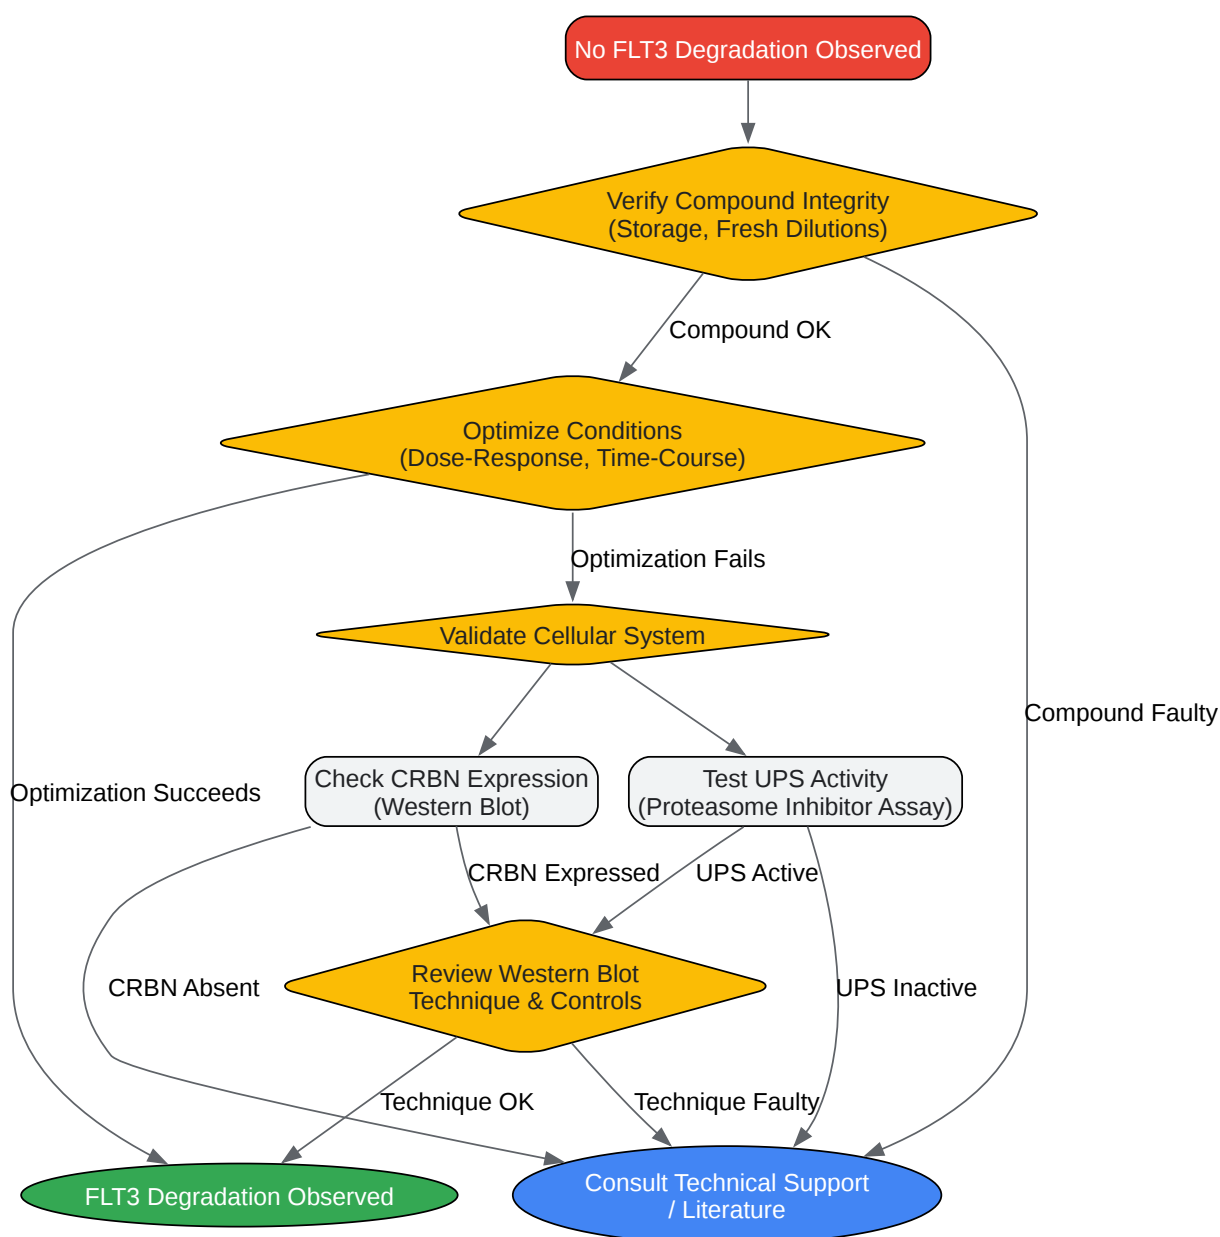 No FLT3 Degradation Observed
Verify Compound Integrity
(Storage, Fresh Dilutions)
Compound OK
Optimize Conditions
(Dose-Response, Time-Course)
Optimization Fails
Validate Cellular System
Compound Faulty
Check CRBN Expression
(Western Blot)
Test UPS Activity
(Proteasome Inhibitor Assay)
Optimization Succeeds
CRBN Expressed
UPS Active
Review Western Blot
Technique & Controls
CRBN Absent
UPS Inactive
Technique OK
Technique Faulty
FLT3 Degradation Observed
Consult Technical Support
/ Literature